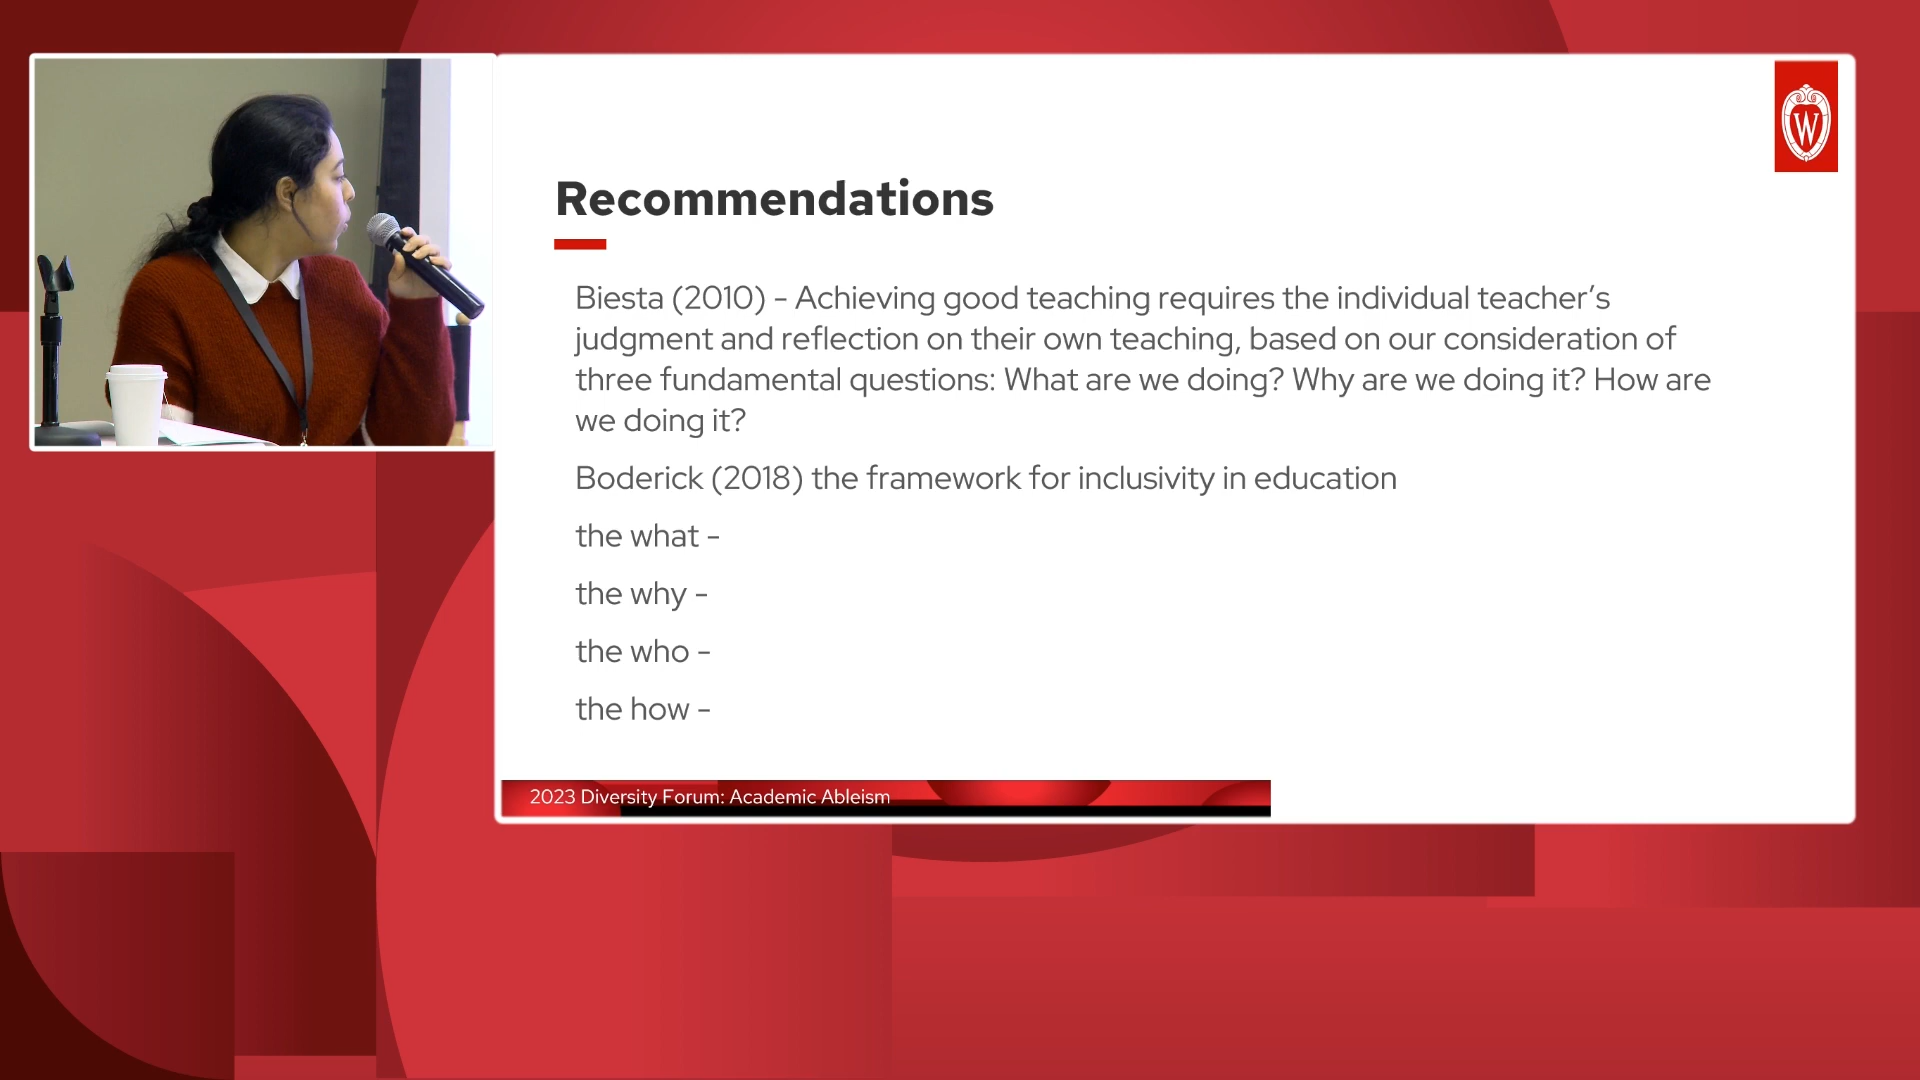 W
Recommendations
Biesta (2010) - Achieving good teaching requires the individual teacher’s
judgment and reflection on their own teaching, based on our consideration of
three fundamental questions: What are we doing? Why are we doing it? How are
we doing it?
Boderick (2018) the framework for inclusivity in education
the what -
the why -
the who -
the how -
2023 Diversity Forum: Academic Ableism